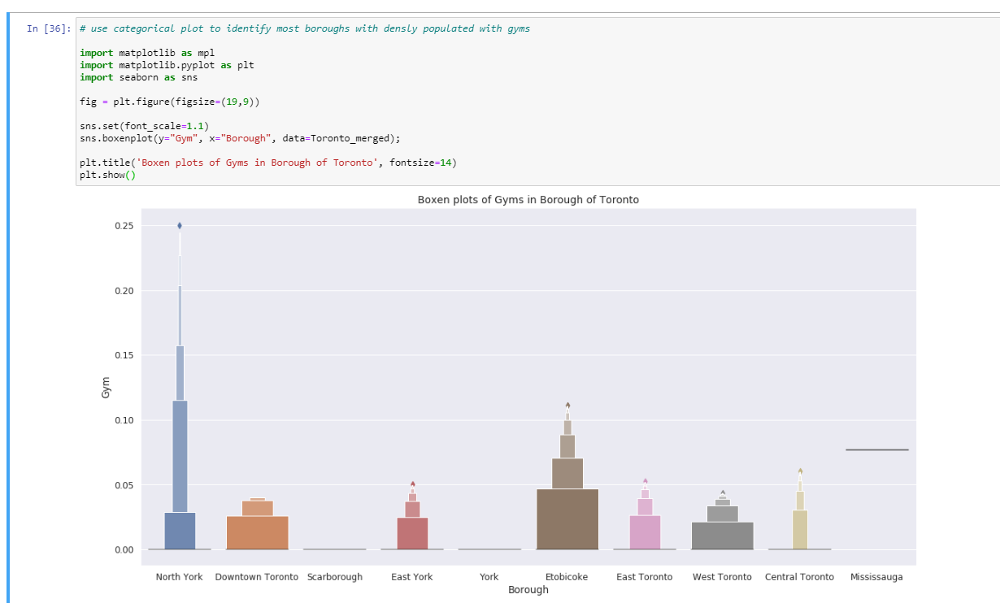 In [36]: # use categorical plot to identify most boroughs with densly populated with gyms
import matplotlib as mpl
import matplotlib.pyplot as plt
import seaborn as sns
fig = plt.figure(figsize=(19,9))
sns.set(font_scale=1.1)
sns.boxenplot(y="Gym", x="Borough", data=Toronto_merged);
plt.title('Boxen plots of Gyms in Borough of Toronto', fontsize=14)
plt.show()
Boxen plots of Gyms in Borough of Toronto
0.25
0.20
0.15
Gym
0.10
0.05
0.00
North York Downtown Toronto Scarborough East York York Etobicoke East Toronto West Toronto Central Toronto Mississauga
Borough